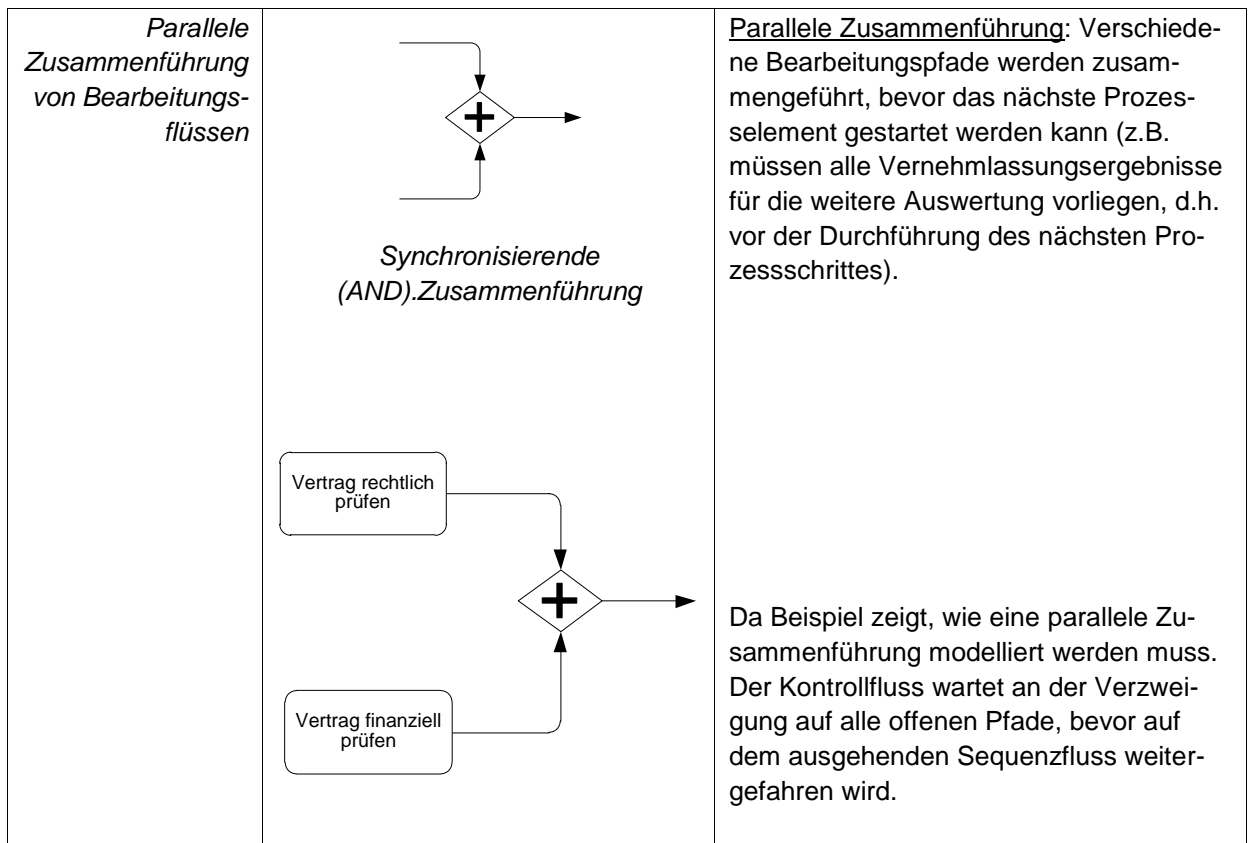 Parallele
Zusammenführung
von Bearbeitungs-
flüssen
Synchronisierende
(AND).Zusammenführung
Vertrag rechtlich
prüfen
Vertrag finanziell
prüfen
Parallele Zusammenführung: Verschiede-
ne Bearbeitungspfade werden zusam-
mengeführt, bevor das nächste Prozes-
selement gestartet werden kann (z.B.
müssen alle Vernehmlassungsergebnisse
für die weitere Auswertung vorliegen, d.h.
vor der Durchführung des nächsten Pro-
zessschrittes).
Da Beispiel zeigt, wie eine parallele Zu-
sammenführung modelliert werden muss.
Der Kontrollfluss wartet an der Verzwei-
gung auf alle offenen Pfade, bevor auf
dem ausgehenden Sequenzfluss weiter-
gefahren wird.